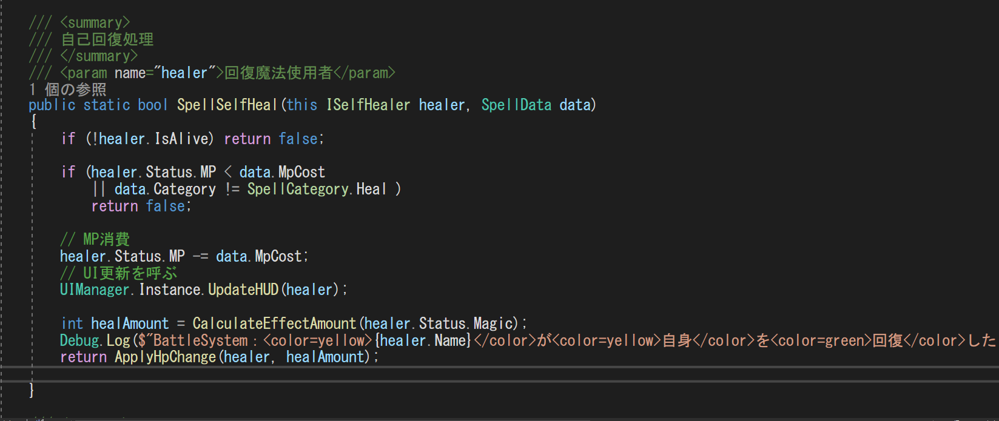 /// <summary>
/// 自己回復処理
/// </summary>
/// <param name="healer">回復魔法使用者</param>
1 個の参照
public static bool SpellSelfHeal(this ISelfHealer healer, SpellData data)
{
if (!healer.IsAlive) return false;
if (healer.Status.MP < data.MpCost
|| data.Category != SpellCategory.Heal )
return false;
// MP消費
healer.Status.MP -= data.MpCost;
// UI更新を呼ぶ
UIManager.Instance.UpdateHUD(healer);
int healAmount = CalculateEffectAmount(healer.Status.Magic);
Debug.Log($"BattleSystem：<color=yellow>{healer.Name}</color>が<color=yellow>自身</color>を<color=green>回復</color>した
return ApplyHpChange(healer, healAmount);
}